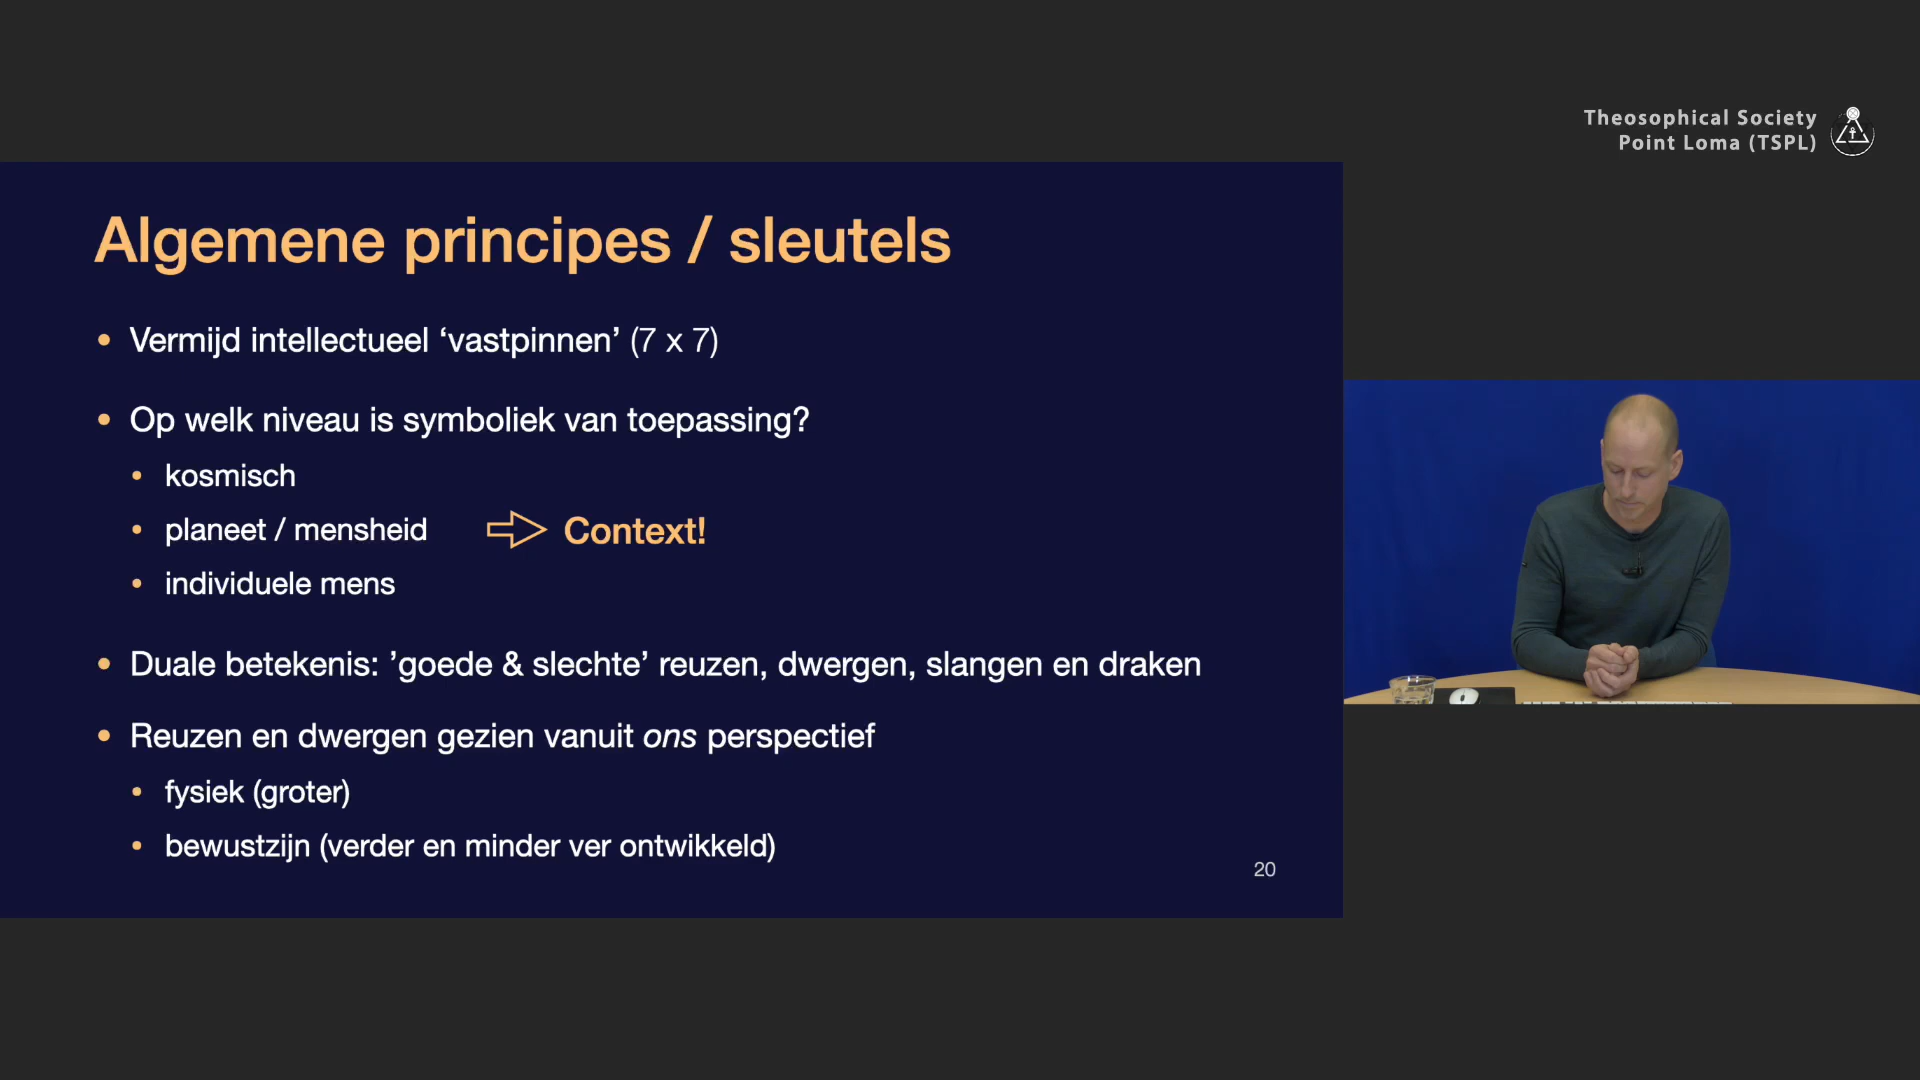 Theosophical Society
Point Loma (TSPL)
Algemene principes / sleutels
• Vermijd intellectueel ‘vastpinnen’ (7 x 7)
• Op welk niveau is symboliek van toepassing?
• kosmisch
• planeet / mensheid
Context!
• individuele mens
• Duale betekenis: ’goede & slechte’ reuzen, dwergen, slangen en draken
• Reuzen en dwergen gezien vanuit ons perspectief
• fysiek (groter)
• bewustzijn (verder en minder ver ontwikkeld)
20